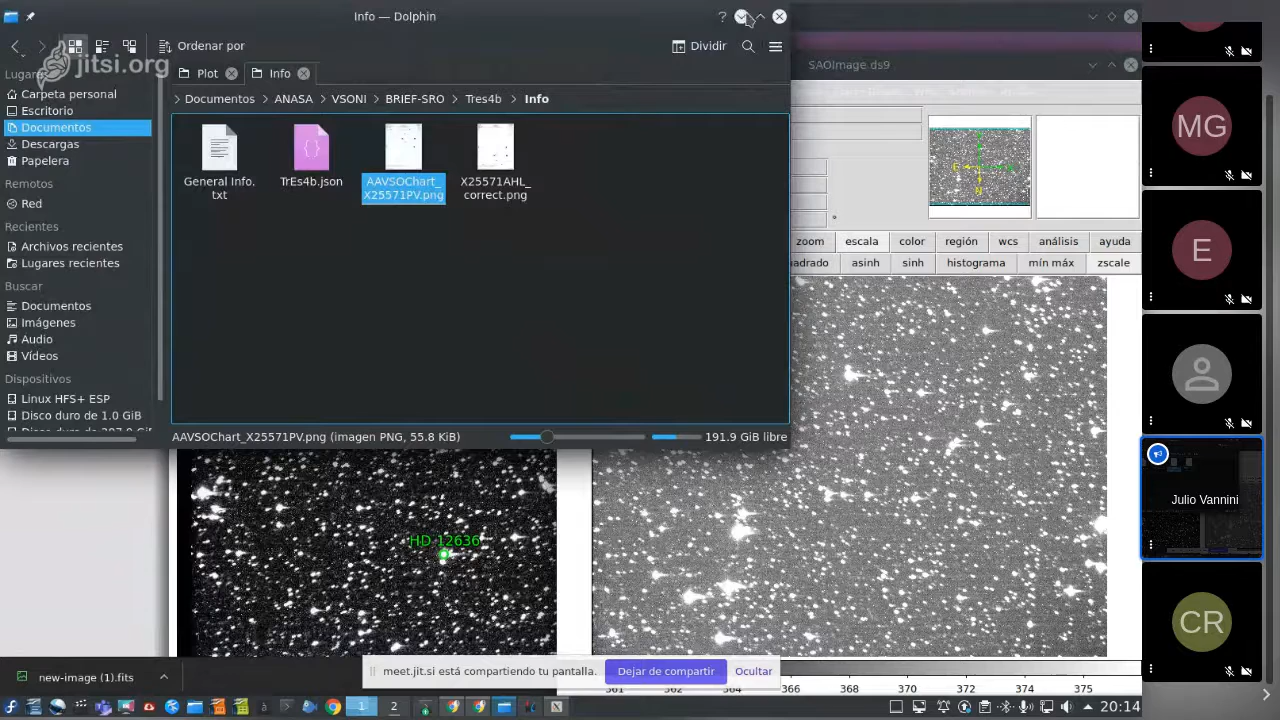 Info — Dolphin
Ordenar por
Dividir
jitsi.org
Lugares
Plot
Info
Carpeta personal
Escritorio
Documentos
Descargas
Papelera
Remotos
Red
Recientes
Archivos recientes
Lugares recientes
Buscar
Documentos
Imágenes
Audio
Vídeos
Dispositivos
Linux HFS+ ESP
Disco duro de 1.0 GiB
Documentos > ANASA > VSONI > BRIEF-SRO > Tres4b > Info
General Info.
txt
TrEs4b.json
AAVSOChart_
X25571PV.png
X25571AHL_
correct.png
AAVSOChart_X25571PV.png (imagen PNG, 55.8 KiB)
191.9 GiB libre
SAOImage ds9
zoom
escala
color
región
wcs
análisis
ayuda
uadrado
asinh
sinh
histograma
mín máx
zscale
HD 12636
361
362
364
366
368
370
372
374
375
meet.jit.si está compartiendo tu pantalla.
Dejar de compartir
Ocultar
new-image (1).fits
1
2
20:14
MG
E
Julio Vannini
CR